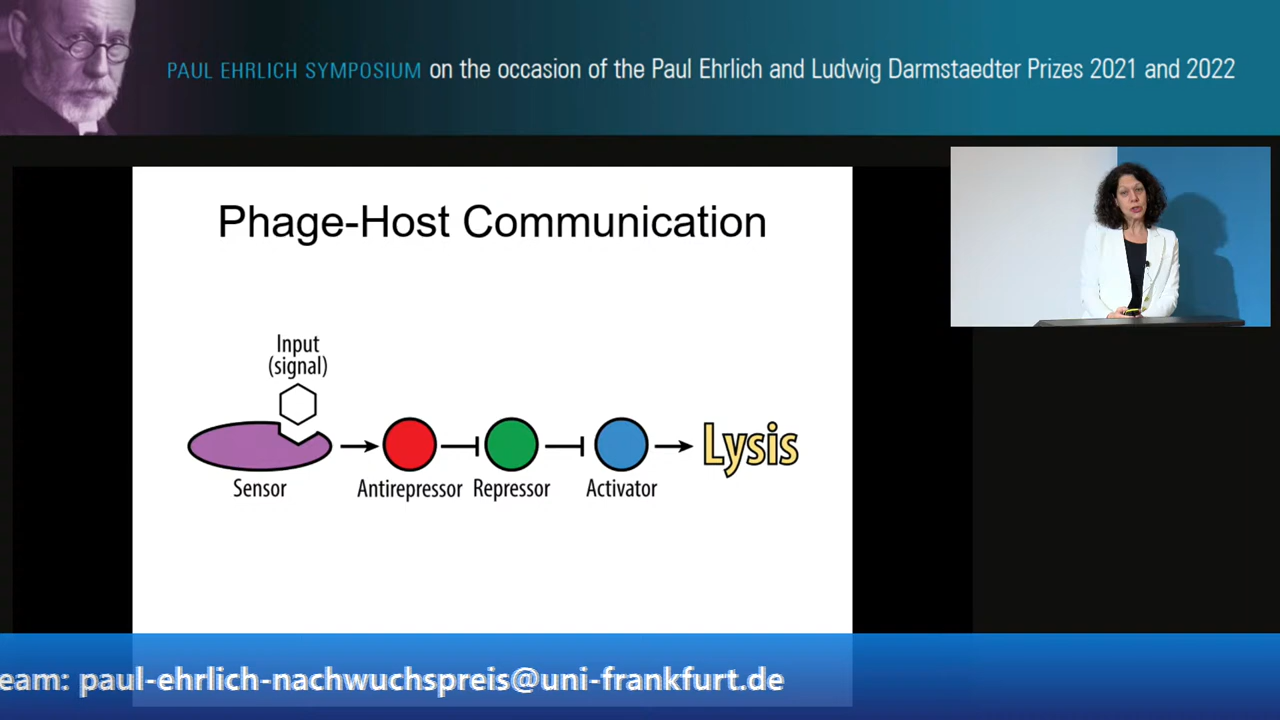 PAUL EHRLICH SYMPOSIUM on the occasion of the Paul Ehrlich and Ludwig Darmstaedter Prizes 2021 and 2022
Phage-Host Communication
Input
(signal)
Lysis
Sensor
Antirepressor
Repressor
Activator
eam: paul-ehrlich-nachwuchspreis@uni-frankfurt.de